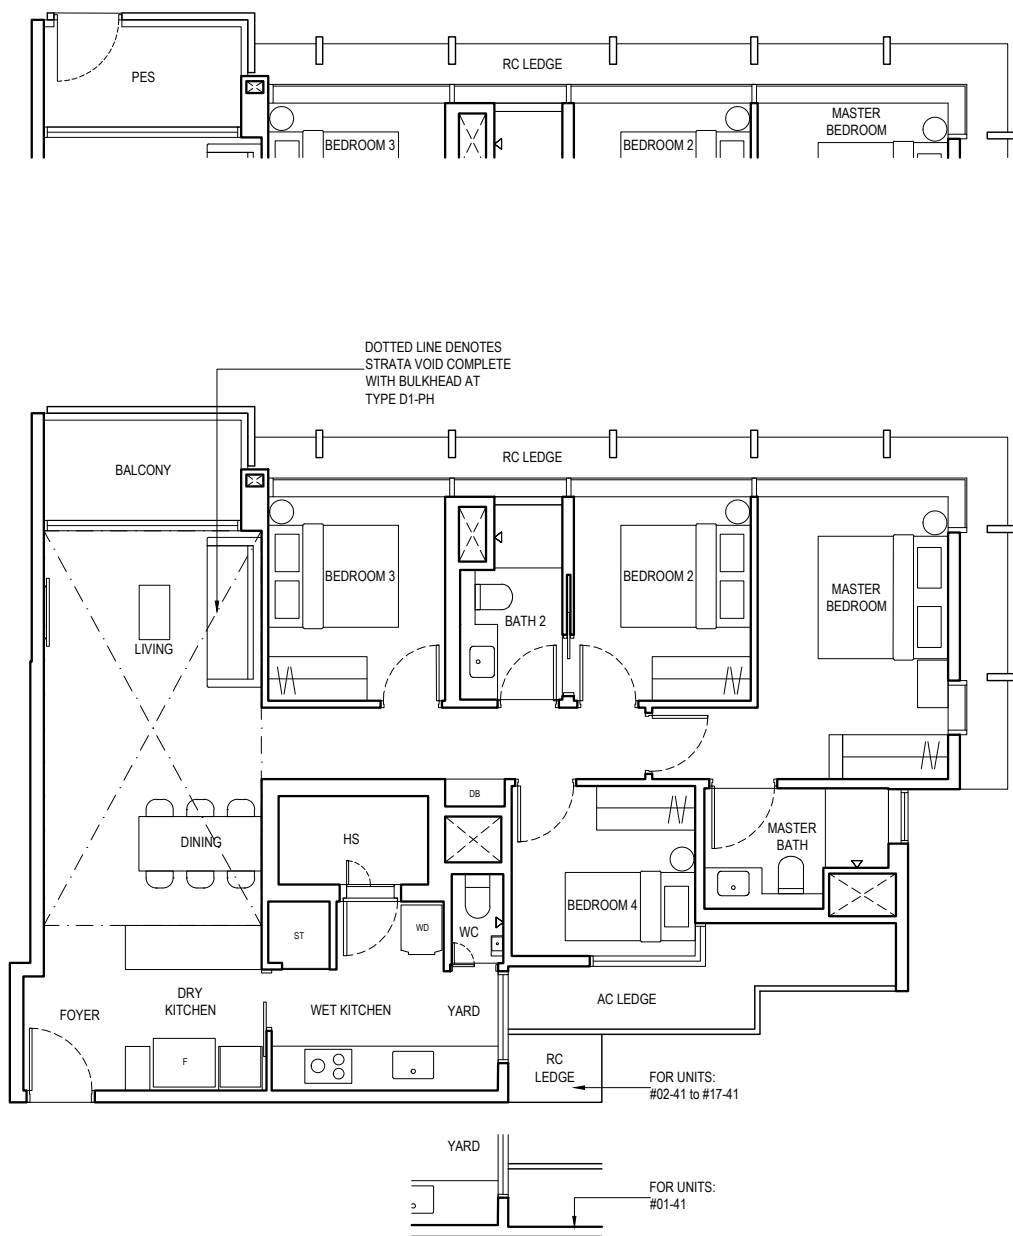 PES
RC LEDGE
BEDROOM 3
BEDROOM 2
MASTER
BEDROOM
DOTTED LINE DENOTES
STRATA VOID COMPLETE
WITH BULKHEAD AT
TYPE D1-PH
BALCONY
RC LEDGE
BEDROOM 3
BEDROOM 2
MASTER
BEDROOM
BATH 2
LIVING
DB
DINING
HS
MASTER
BATH
BEDROOM 4
ST
WD
WC
DRY
KITCHEN
FOYER
WET KITCHEN
YARD
AC LEDGE
F
RC
LEDGE
FOR UNITS:
#02-41 to #17-41
YARD
FOR UNITS:
#01-41